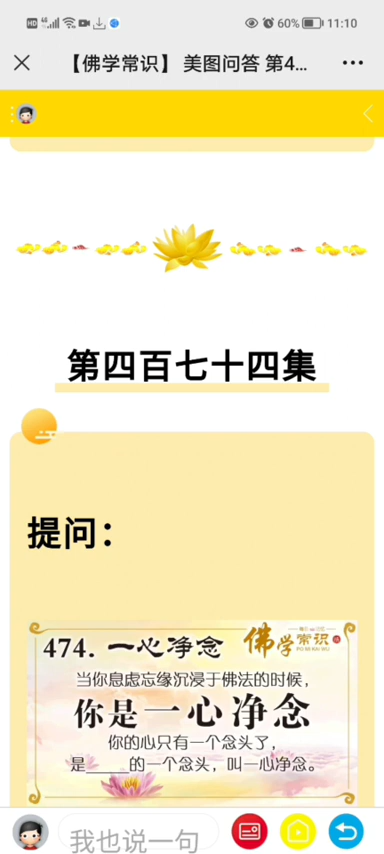 HD 4G 60% 11:10
【佛学常识】 美图问答 第4...
第四百七十四集
提问：
474. 一心净念
佛学常识
当你息虑忘缘沉浸于佛法的时候，
你是一心净念
你的心只有一个念头了，
是_____的一个念头，叫一心净念。
我也说一句